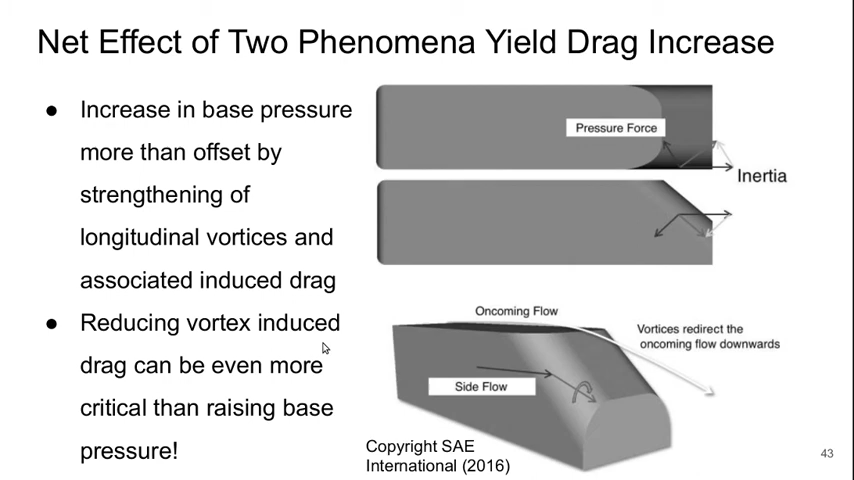 Net Effect of Two Phenomena Yield Drag Increase
● Increase in base pressure
more than offset by
strengthening of
longitudinal vortices and
associated induced drag
● Reducing vortex induced
drag can be even more
critical than raising base
pressure!
Pressure Force
Inertia
Oncoming Flow
Vortices redirect the
oncoming flow downwards
Side Flow
Copyright SAE
International (2016)
43